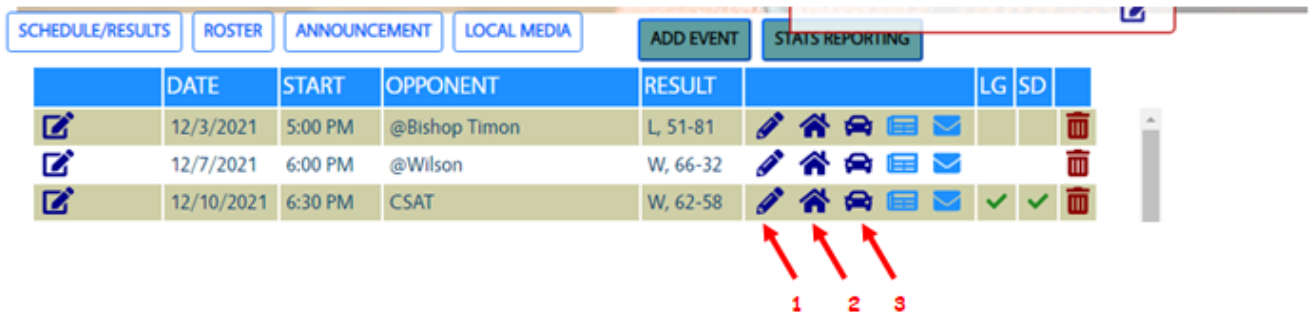 SCHEDULE/RESULTS ROSTER ANNOUNCEMENT LOCAL MEDIA ADD EVENT STATS REPORTING
DATE START OPPONENT RESULT LG SD
12/3/2021 5:00 PM @Bishop Timon L, 51-81
12/7/2021 6:00 PM @Wilson W, 66-32
12/10/2021 6:30 PM CSAT W, 62-58
1 2 3